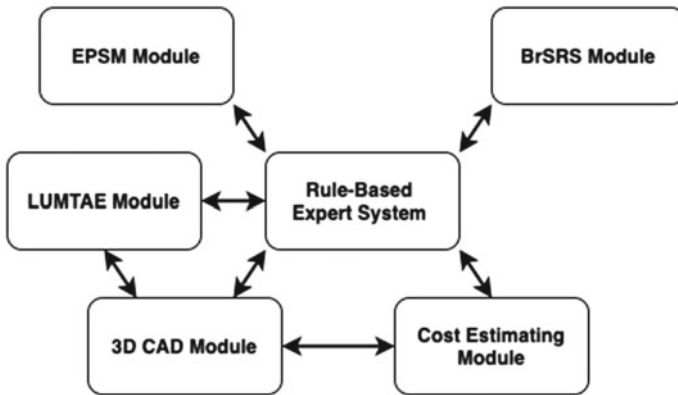 EPSM Module
BrSRS Module
LUMTAE Module
Rule-Based
Expert System
3D CAD Module
Cost Estimating
Module